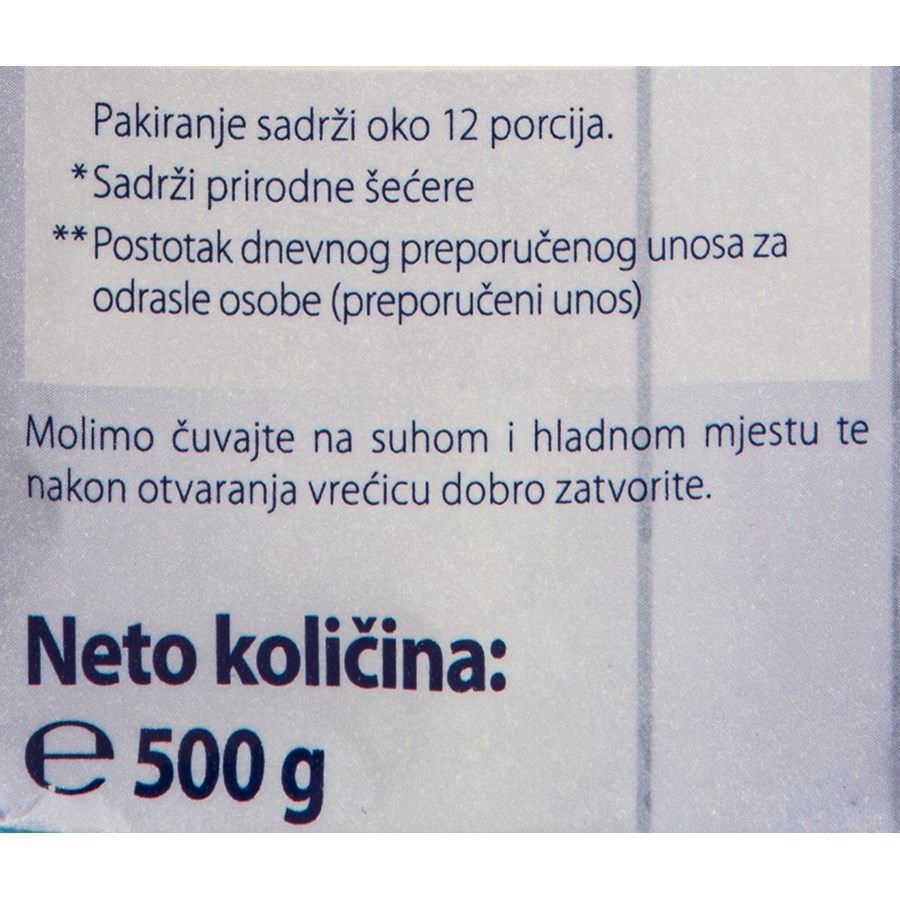 Pakiranje sadrži oko 12 porcija.
*Sadrži prirodne šećere
**Postotak dnevnog preporučenog unosa za
odrasle osobe (preporučeni unos)
Molimo čuvajte na suhom i hladnom mjestu te
nakon otvaranja vrećicu dobro zatvorite.
Neto količina:
℮ 500 g